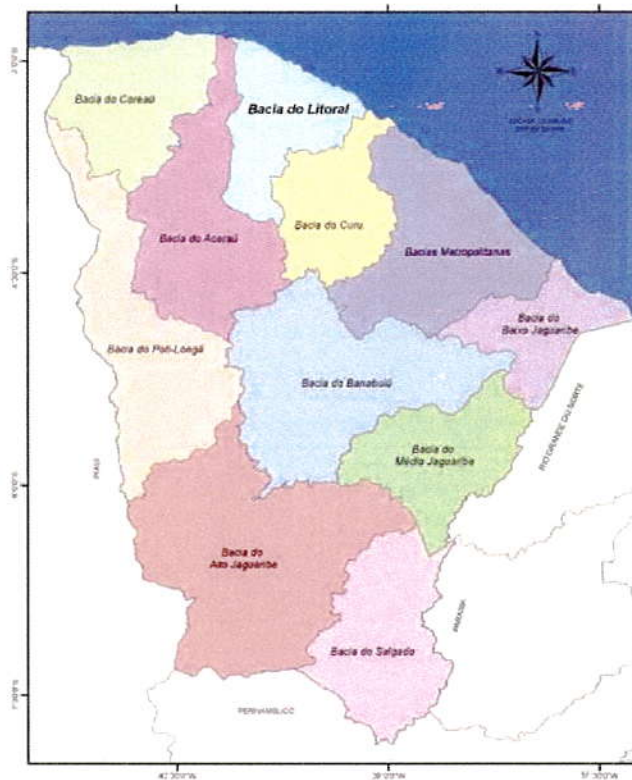 Bacia do Coreaú
Bacia do Litoral
Bacia do Acaraú
Bacia do Curu
Bacias Metropolitanas
Bacia do
Baixo Jaguaribe
Bacia do Poti-Longá
Bacia do Banabuiú
Bacia do
Médio Jaguaribe
Bacia do
Alto Jaguaribe
Bacia do Salgado
PIAUÍ
RIO GRANDE DO NORTE
PARAÍBA
PERNAMBUCO